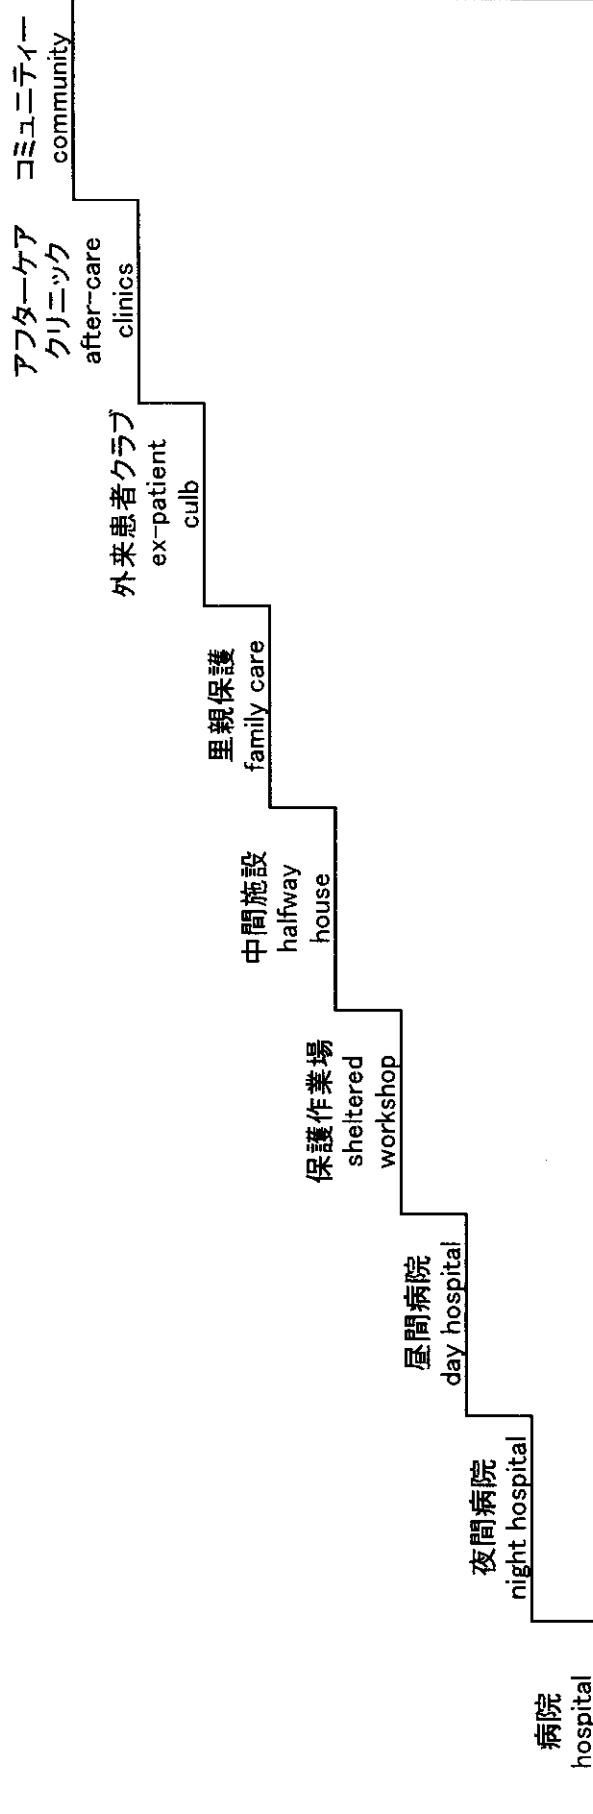 病院
hospital
夜間病院
night hospital
昼間病院
day hospital
保護作業場
sheltered
workshop
中間施設
halfway
house
里親保護
family care
外来患者クラブ
ex-patient
culb
アフターケア
クリニック
after-care
clinics
コミュニティー
community